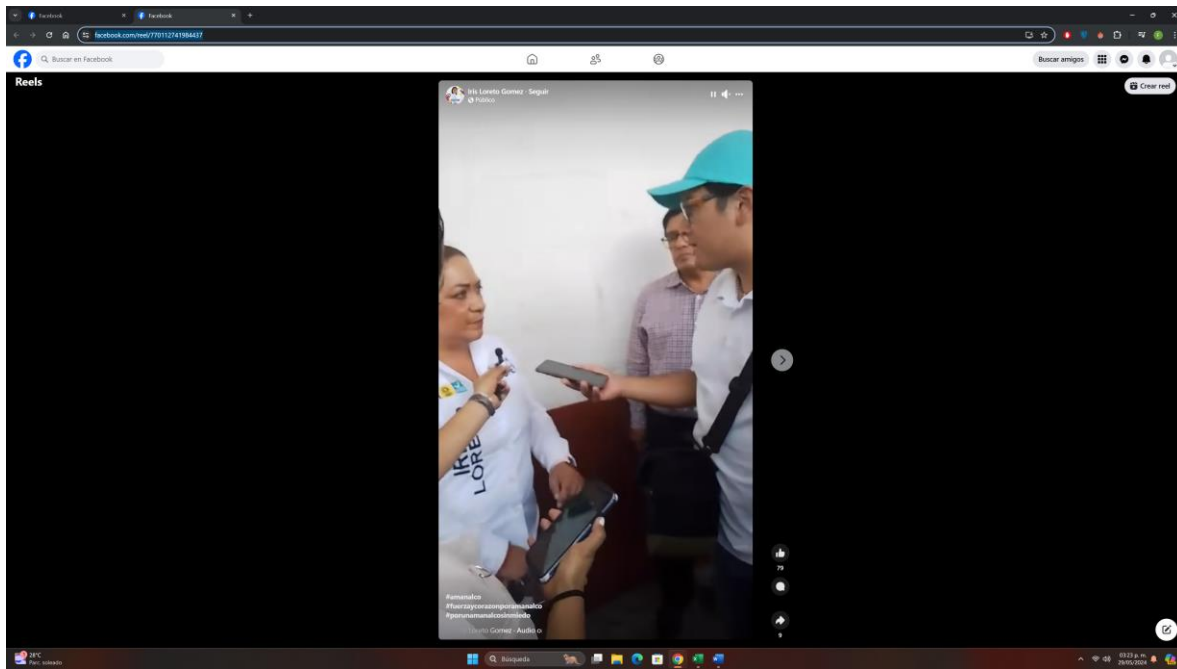 Facebook
Facebook
facebook.com/reel/770112741984437
Buscar en Facebook
Buscar amigos
Reels
Crear reel
Iris Loreto Gomez · Seguir
Público
IRIS
LORE
79
9
#amanalco
#fuerzaycorazonporamanalco
#porunamanalcosinmiedo
Loreto Gomez · Audio o
28°C
Parc. soleado
Búsqueda
03:23 p. m.
29/05/2024